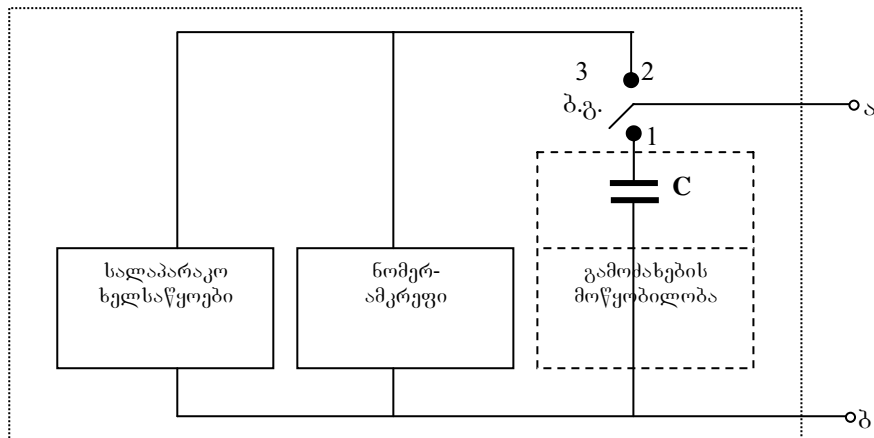 3 2
ბ.გ.
ა
1
C
სალაპარაკო
ხელსაწყოები
ნომერ-
ამკრეფი
გამოძახების
მოწყობილობა
ბ